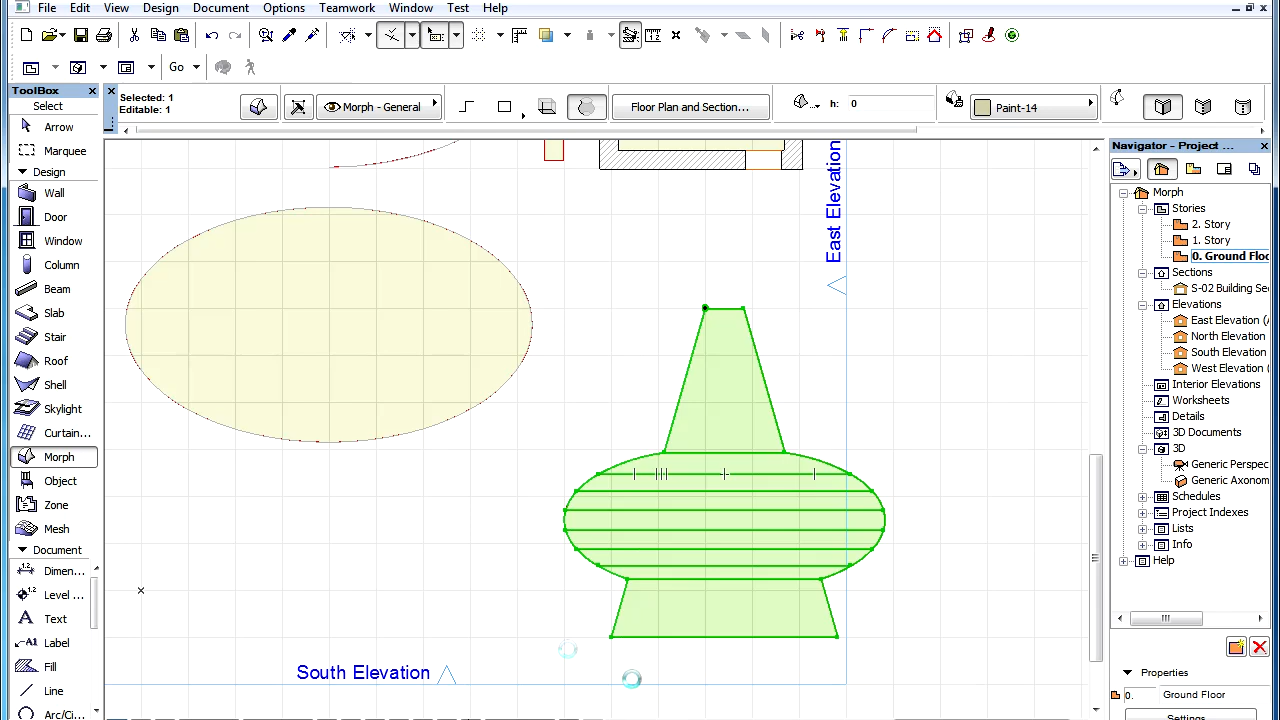 File Edit View Design Document Options Teamwork Window Test Help
Go
ToolBox
Select
Arrow
Marquee
Design
Wall
Door
Window
Column
Beam
Slab
Stair
Roof
Shell
Skylight
Curtain...
Morph
Object
Zone
Mesh
Document
Dimen...
Level ...
Text
Label
Fill
Line
Arc/Ci...
Selected: 1
Editable: 1
Morph - General
Floor Plan and Section...
h: 0
Paint-14
East Elevation
South Elevation
Navigator - Project ...
Morph
Stories
2. Story
1. Story
0. Ground Floo
Sections
S-02 Building Se
Elevations
East Elevation (
North Elevation
South Elevation
West Elevation (
Interior Elevations
Worksheets
Details
3D Documents
3D
Generic Perspec
Generic Axonom
Schedules
Project Indexes
Lists
Info
Help
Properties
0. Ground Floor
Settings